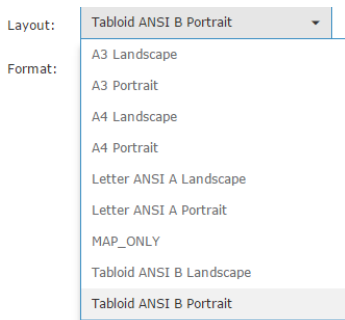 Layout: Tabloid ANSI B Portrait
Format:
A3 Landscape
A3 Portrait
A4 Landscape
A4 Portrait
Letter ANSI A Landscape
Letter ANSI A Portrait
MAP_ONLY
Tabloid ANSI B Landscape
Tabloid ANSI B Portrait